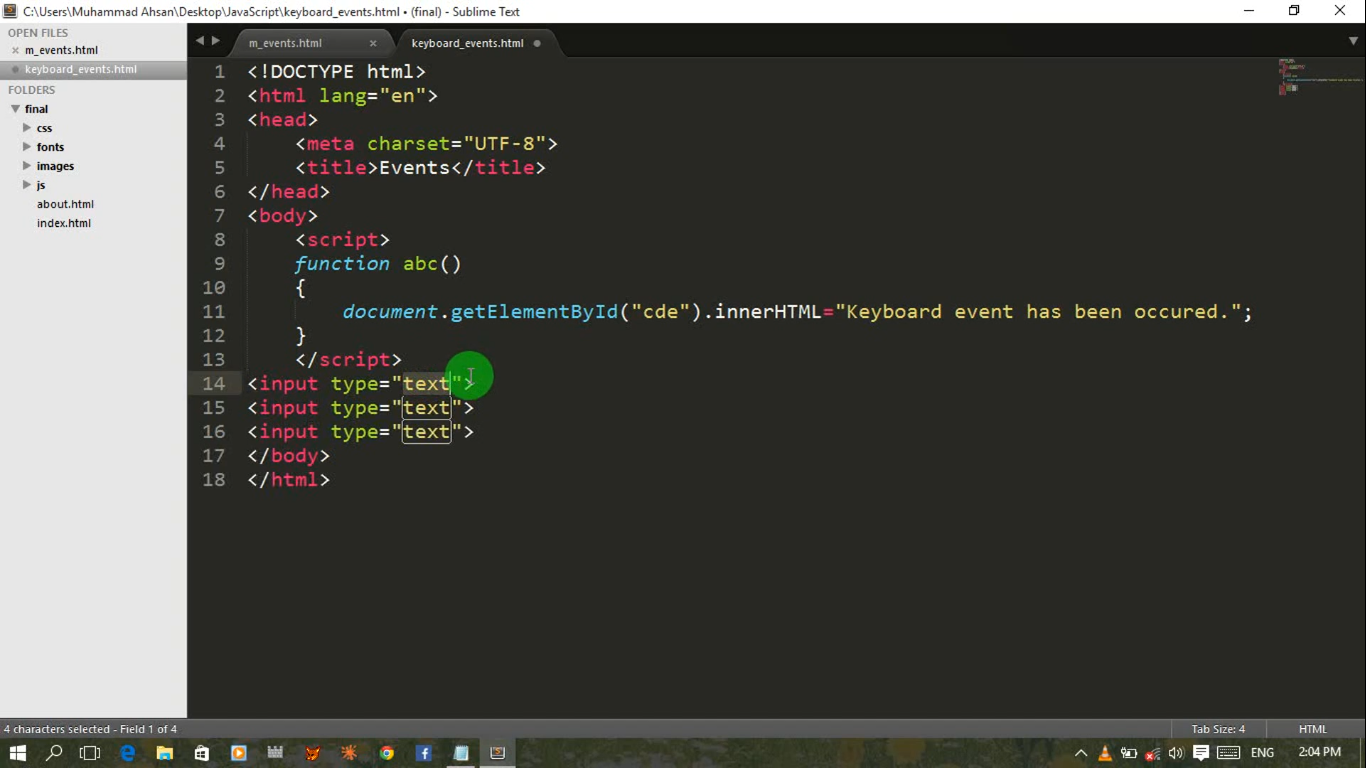 C:\Users\Muhammad Ahsan\Desktop\JavaScript\keyboard_events.html • (final) - Sublime Text
OPEN FILES
m_events.html
keyboard_events.html
FOLDERS
final
css
fonts
images
js
about.html
index.html
m_events.html
keyboard_events.html
1 <!DOCTYPE html>
2 <html lang="en">
3 <head>
4 <meta charset="UTF-8">
5 <title>Events</title>
6 </head>
7 <body>
8 <script>
9 function abc()
10 {
11 document.getElementById("cde").innerHTML="Keyboard event has been occured.";
12 }
13 </script>
14 <input type="text">
15 <input type="text">
16 <input type="text">
17 </body>
18 </html>
4 characters selected - Field 1 of 4
Tab Size: 4
HTML
ENG
2:04 PM